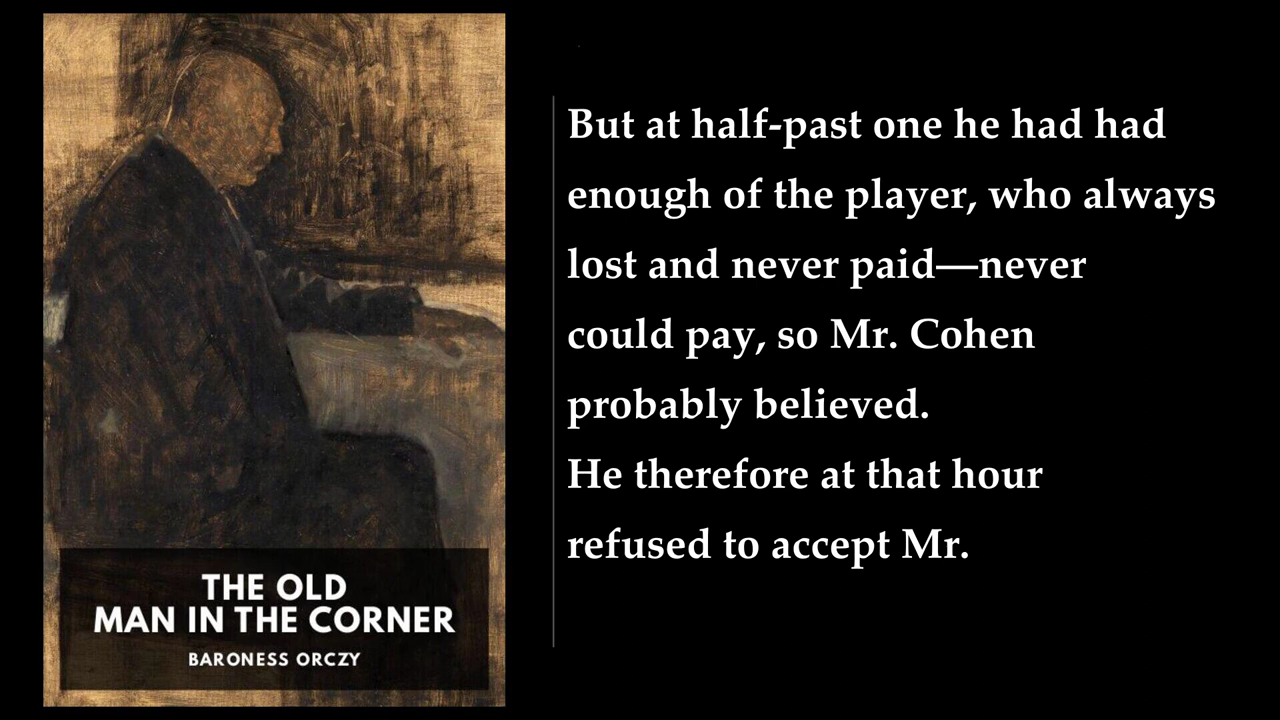 THE OLD
MAN IN THE CORNER
BARONESS ORCZY
But at half-past one he had had
enough of the player, who always
lost and never paid—never
could pay, so Mr. Cohen
probably believed.
He therefore at that hour
refused to accept Mr.